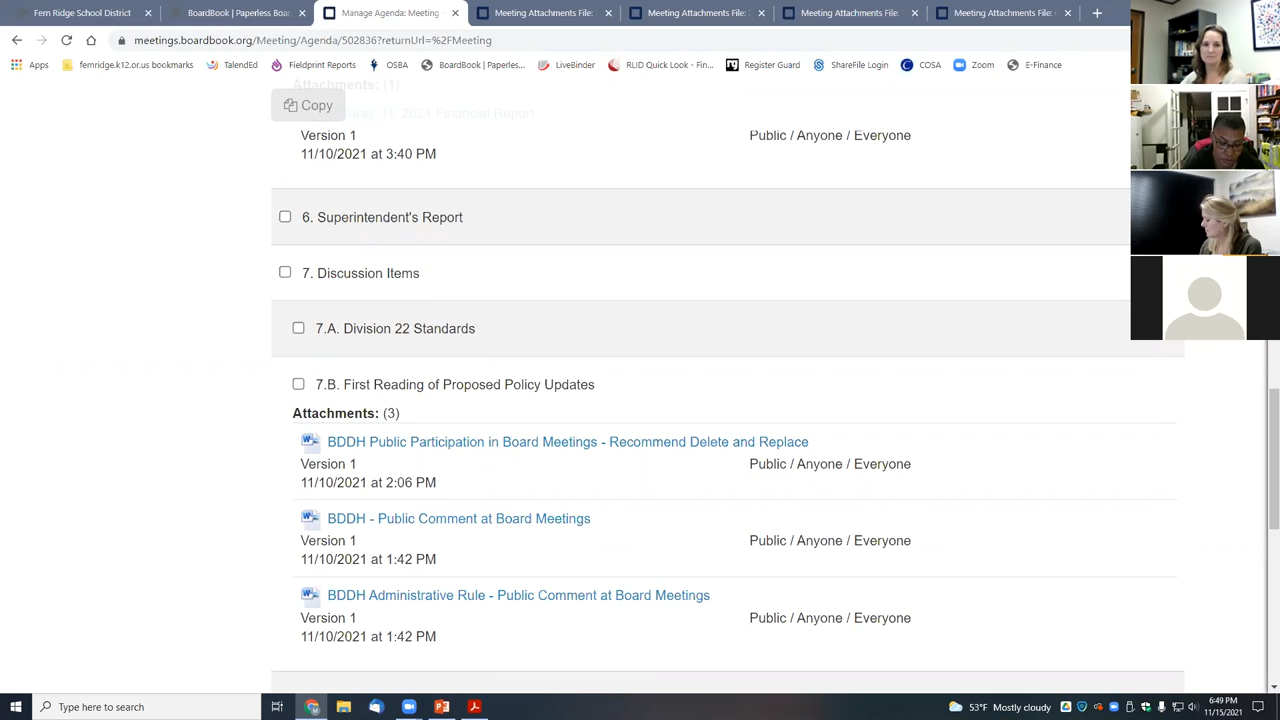 Fern Ridge School District
BoardBook | Paperless Board
Manage Agenda: Meeting -
Meeting Attachments File:
Meeting Attachments File:
Meeting Attachments File:
Meeting Attachments File:
meetings.boardbook.org/Meeting/Agenda/502836?returnUrl=%2FMeeting
Apps
fernridge.k12.or.us bookmarks
TalentEd
Fieldprint Reports
OSBA
BoardBook Paperles...
LiveBinder
RLID Quick Look - Fin...
Register Guard
ShareFile Login
COSA
Zoom
E-Finance
Attachments: (1)
Copy
31, 2021 Financial Report
Version 1
Public / Anyone / Everyone
11/10/2021 at 3:40 PM
6. Superintendent's Report
7. Discussion Items
7.A. Division 22 Standards
7.B. First Reading of Proposed Policy Updates
Attachments: (3)
BDDH Public Participation in Board Meetings - Recommend Delete and Replace
Version 1
Public / Anyone / Everyone
11/10/2021 at 2:06 PM
BDDH - Public Comment at Board Meetings
Version 1
Public / Anyone / Everyone
11/10/2021 at 1:42 PM
BDDH Administrative Rule - Public Comment at Board Meetings
Version 1
Public / Anyone / Everyone
11/10/2021 at 1:42 PM
Type here to search
53°F Mostly cloudy
6:49 PM
11/15/2021